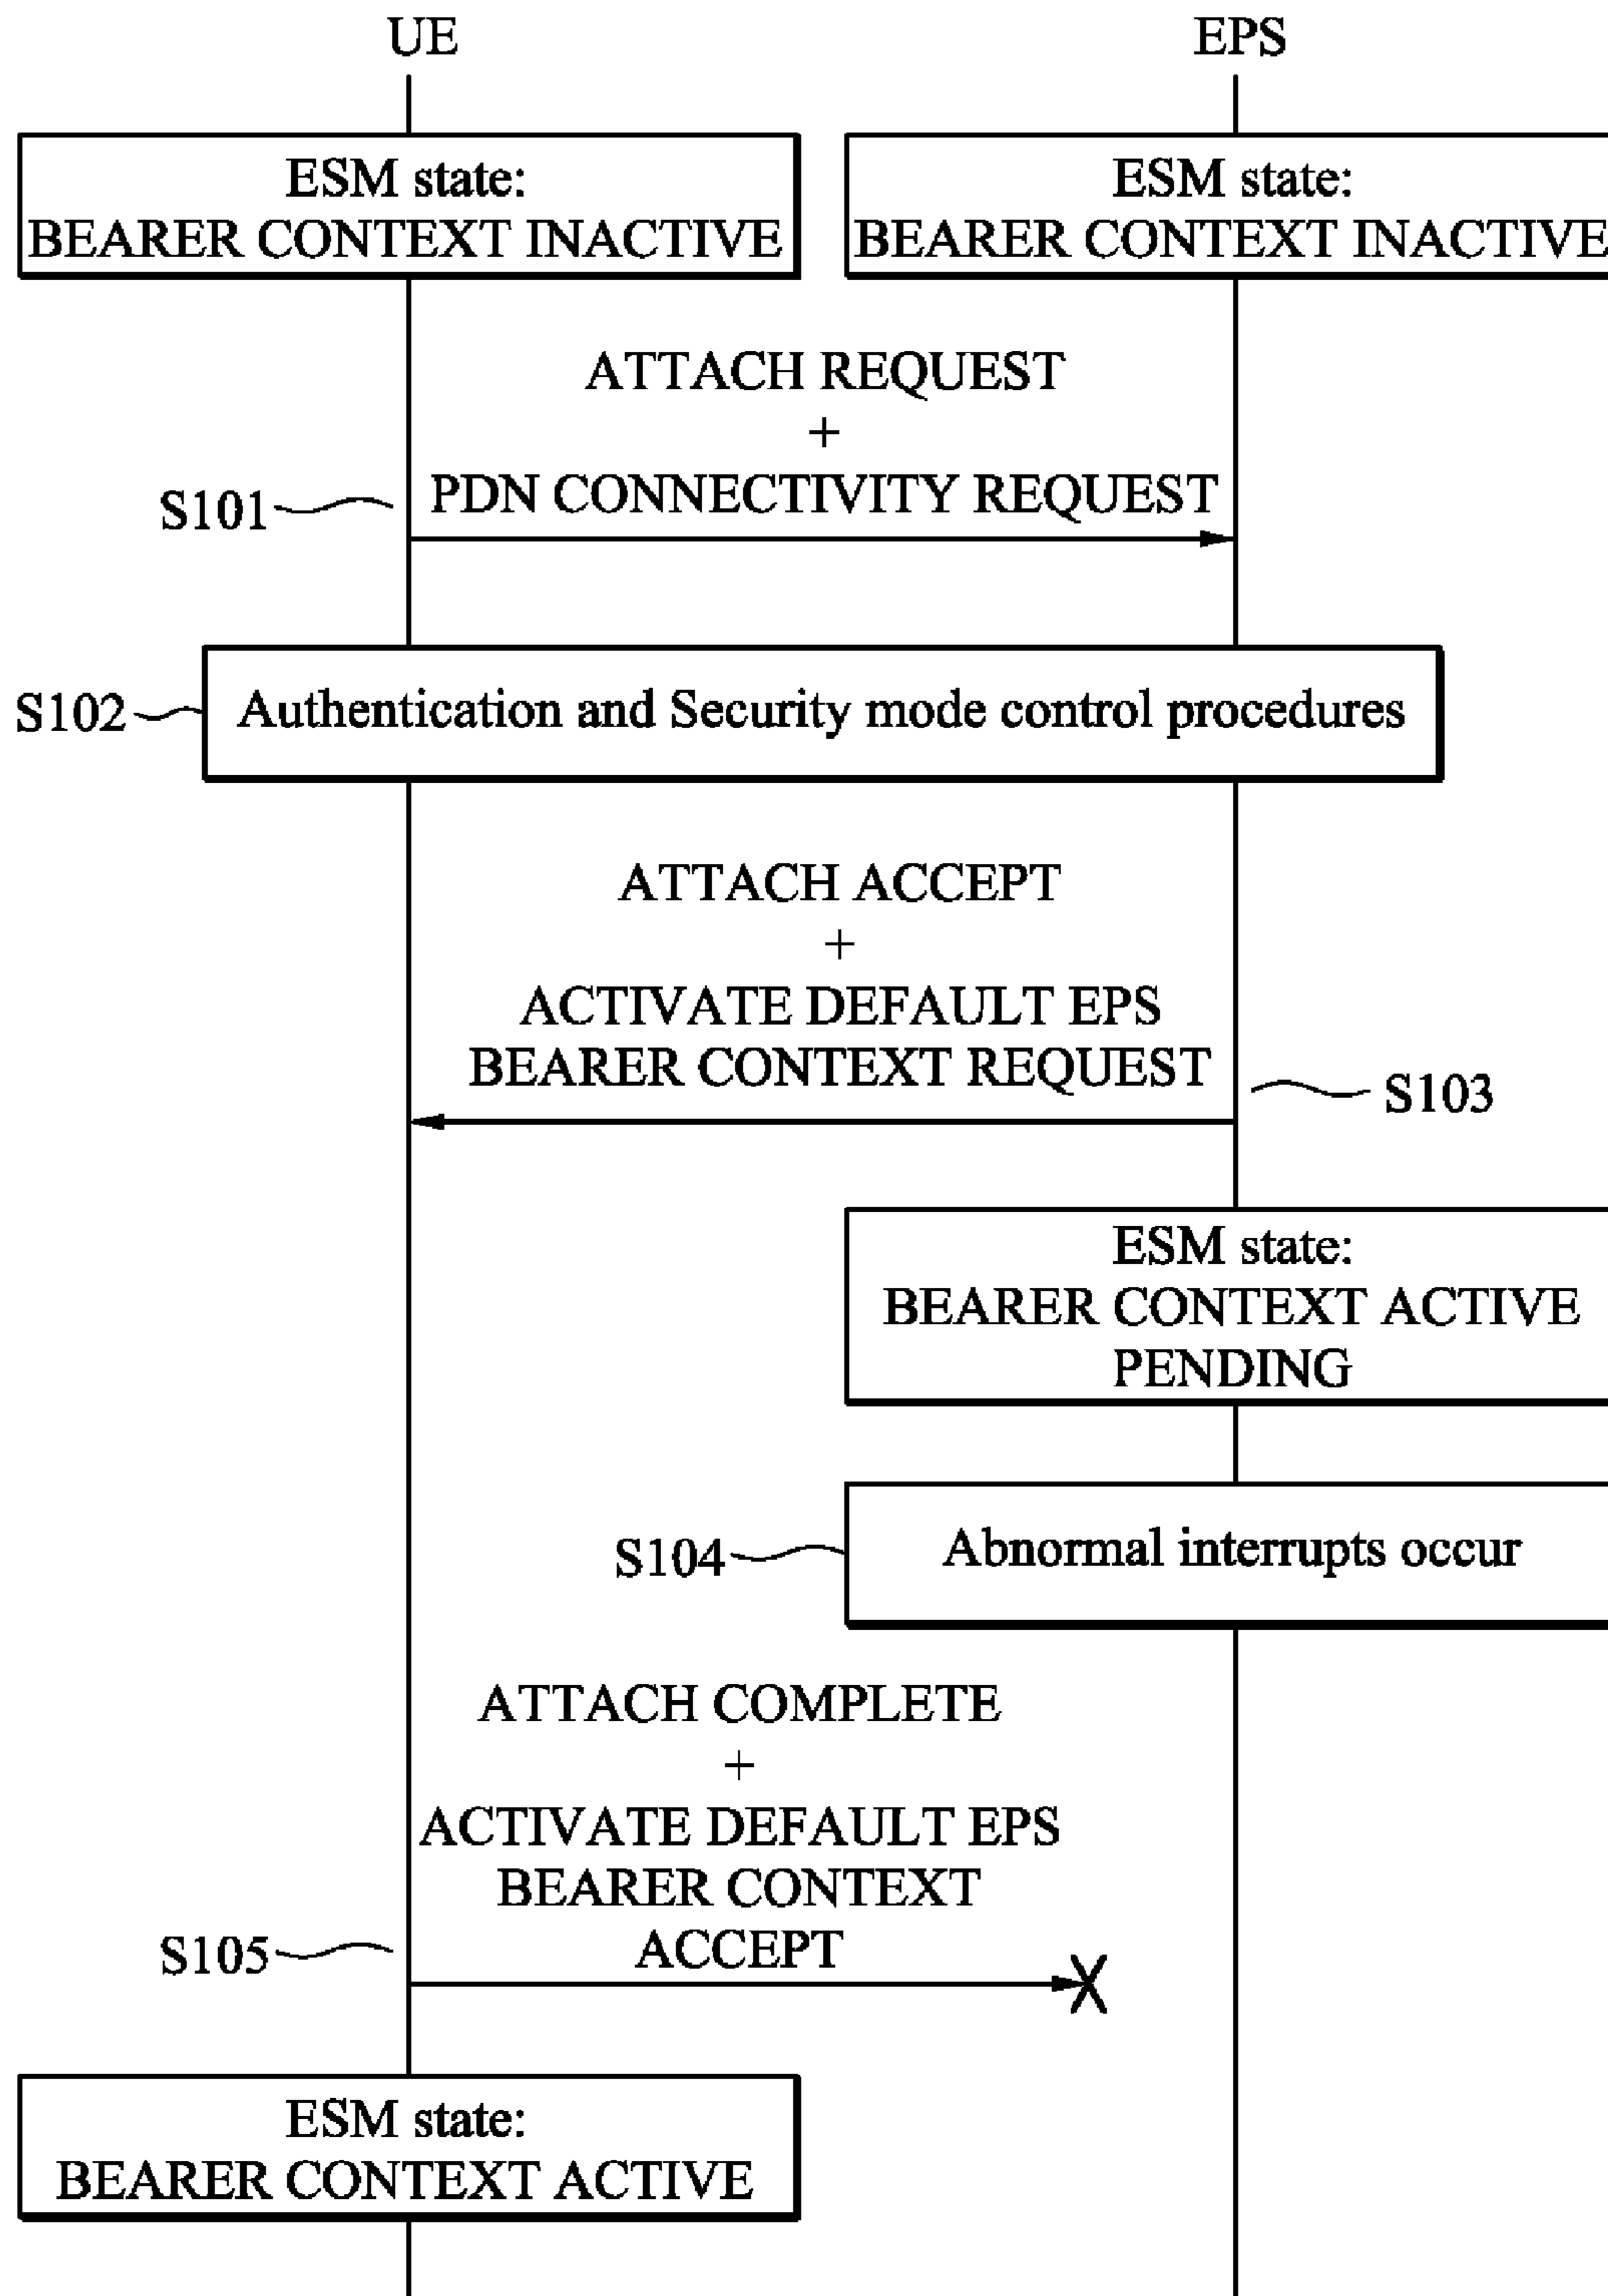 UE
EPS
ESM state:
BEARER CONTEXT INACTIVE
ESM state:
BEARER CONTEXT INACTIVE
ATTACH REQUEST
+
PDN CONNECTIVITY REQUEST
S101
Authentication and Security mode control procedures
S102
ATTACH ACCEPT
+
ACTIVATE DEFAULT EPS
BEARER CONTEXT REQUEST
S103
ESM state:
BEARER CONTEXT ACTIVE
PENDING
Abnormal interrupts occur
S104
ATTACH COMPLETE
+
ACTIVATE DEFAULT EPS
BEARER CONTEXT
ACCEPT
S105
X
ESM state:
BEARER CONTEXT ACTIVE